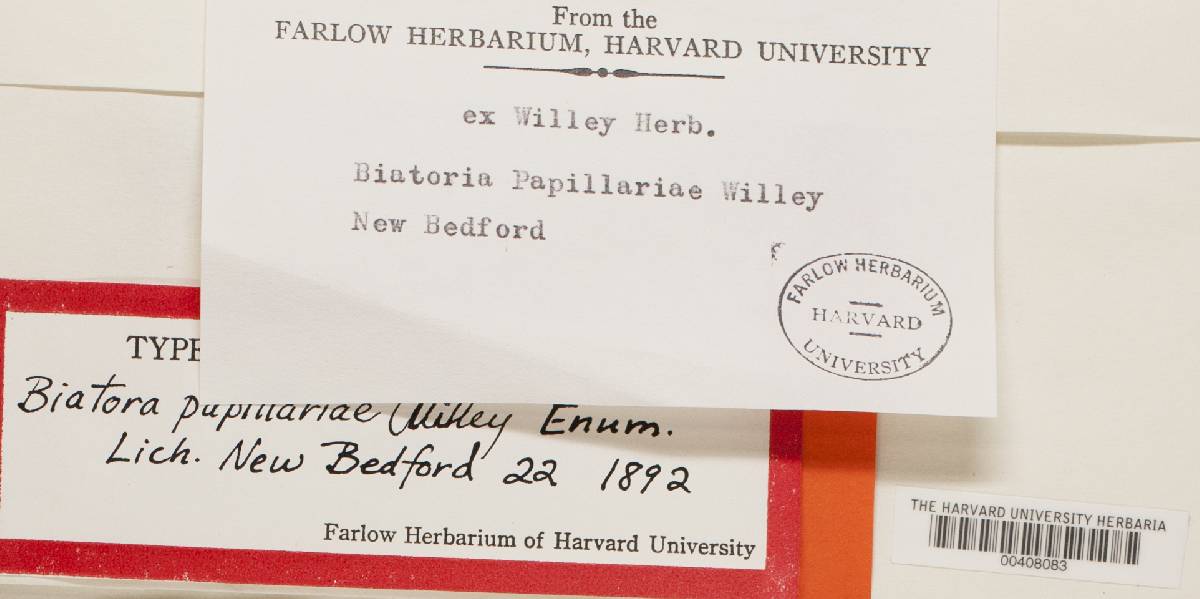 From the
FARLOW HERBARIUM, HARVARD UNIVERSITY
ex Willey Herb.
Biatoria Papillariae Willey
New Bedford
FARLOW HERBARIUM
HARVARD
UNIVERSITY
TYPE
Biatora papillariae Willey Enum.
Lich. New Bedford 22 1892
Farlow Herbarium of Harvard University
THE HARVARD UNIVERSITY HERBARIA
00408083